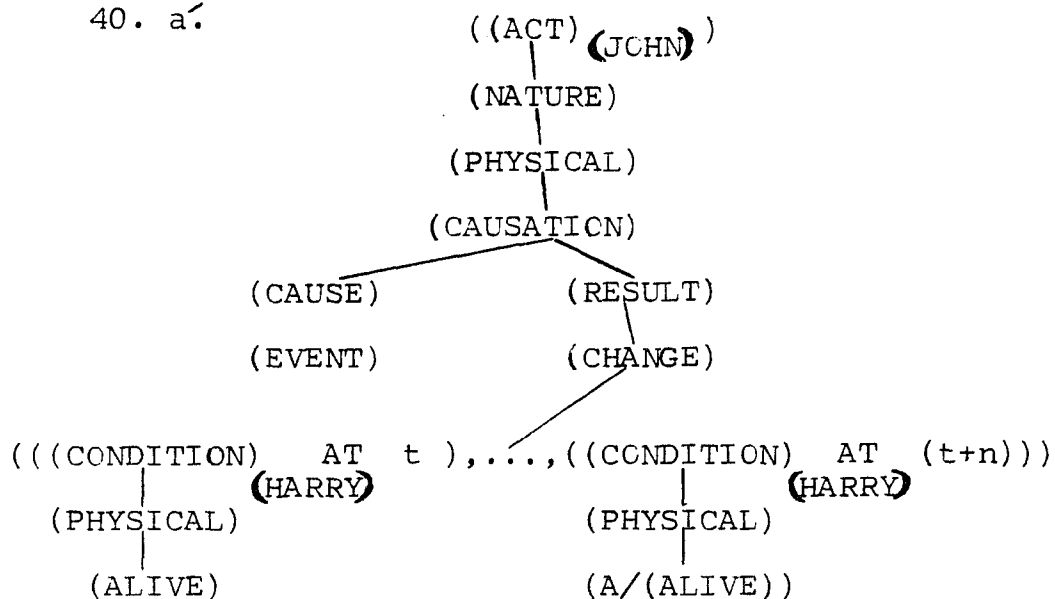 40. a´.
((ACT) (JOHN) )
(NATURE)
(PHYSICAL)
(CAUSATION)
(CAUSE) (RESULT)
(EVENT) (CHANGE)
(((CONDITION) AT t ),...,((CONDITION) AT (t+n)))
(HARRY) (HARRY)
(PHYSICAL) (PHYSICAL)
(ALIVE) (A/(ALIVE))